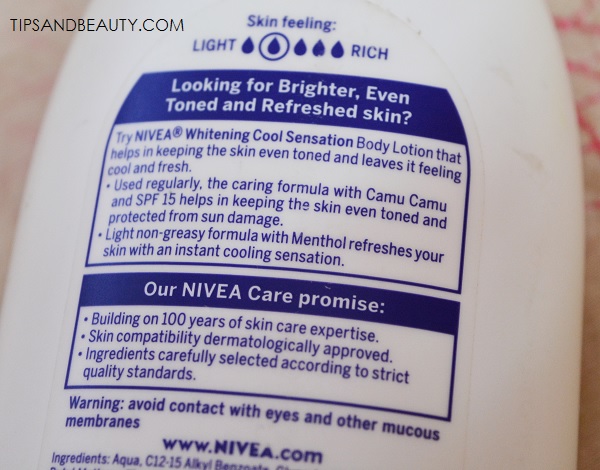 TIPSANDBEAUTY.COM
Skin feeling:
LIGHT RICH
Looking for Brighter, Even
Toned and Refreshed skin?
Try NIVEA® Whitening Cool Sensation Body Lotion that
helps in keeping the skin even toned and leaves it feeling
cool and fresh.
• Used regularly, the caring formula with Camu Camu
and SPF 15 helps in keeping the skin even toned and
protected from sun damage.
• Light non-greasy formula with Menthol refreshes your
skin with an instant cooling sensation.
Our NIVEA Care promise:
• Building on 100 years of skin care expertise.
• Skin compatibility dermatologically approved.
• Ingredients carefully selected according to strict
quality standards.
Warning: avoid contact with eyes and other mucous
membranes
www.NIVEA.com
Ingredients: Aqua, C12-15 Alkyl Benzoate,